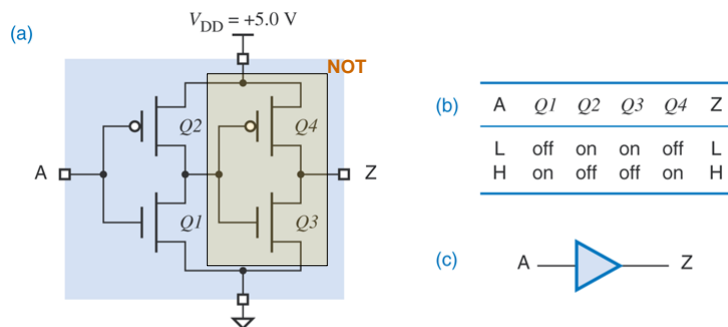 (a)
V_DD = +5.0 V
NOT
Q2
Q4
A
Z
Q1
Q3
(b)
A Q1 Q2 Q3 Q4 Z
L off on on off L
H on off off on H
(c)
A
Z